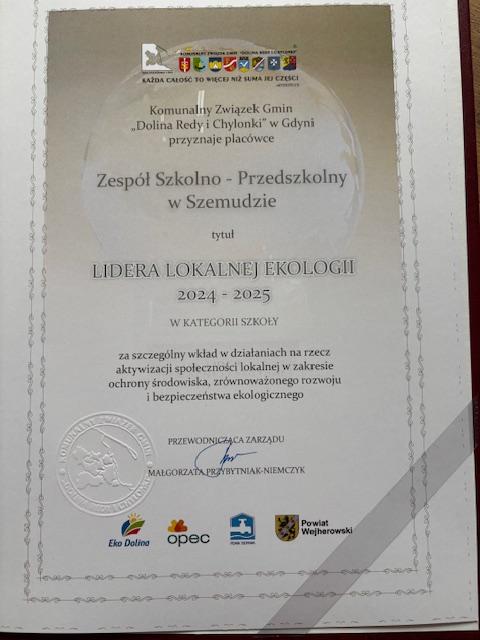 KOMUNALNY ZWIĄZEK GMIN "DOLINA REDY I CHYLONKI"
KAŻDA CAŁOŚĆ TO WIĘCEJ NIŻ SUMA JEJ CZĘŚCI
Komunalny Związek Gmin
„Dolina Redy i Chylonki” w Gdyni
przyznaje placówce
Zespół Szkolno - Przedszkolny
w Szemudzie
tytuł
LIDERA LOKALNEJ EKOLOGII
2024 - 2025
W KATEGORII SZKOŁY
za szczególny wkład w działaniach na rzecz
aktywizacji społeczności lokalnej w zakresie
ochrony środowiska, zrównoważonego rozwoju
i bezpieczeństwa ekologicznego
PRZEWODNICZĄCA ZARZĄDU
MAŁGORZATA PRZYBYTNIAK-NIEMCZYK
KOMUNALNY ZWIĄZEK GMIN
Eko Dolina
opec
Powiat
Wejherowski